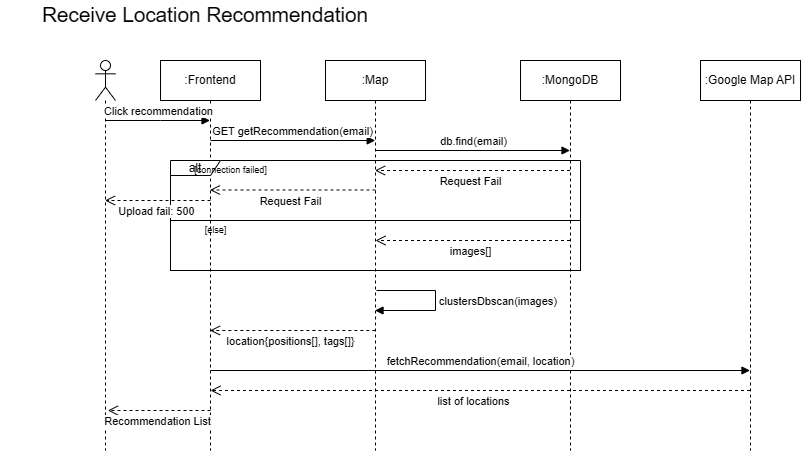 Receive Location Recommendation
:Frontend
:Map
:MongoDB
:Google Map API
Click recommendation
GET getRecommendation(email)
db.find(email)
alt
[connection failed]
Request Fail
Request Fail
Upload fail: 500
[else]
images[]
clustersDbscan(images)
location{positions[], tags[]}
fetchRecommendation(email, location)
list of locations
Recommendation List